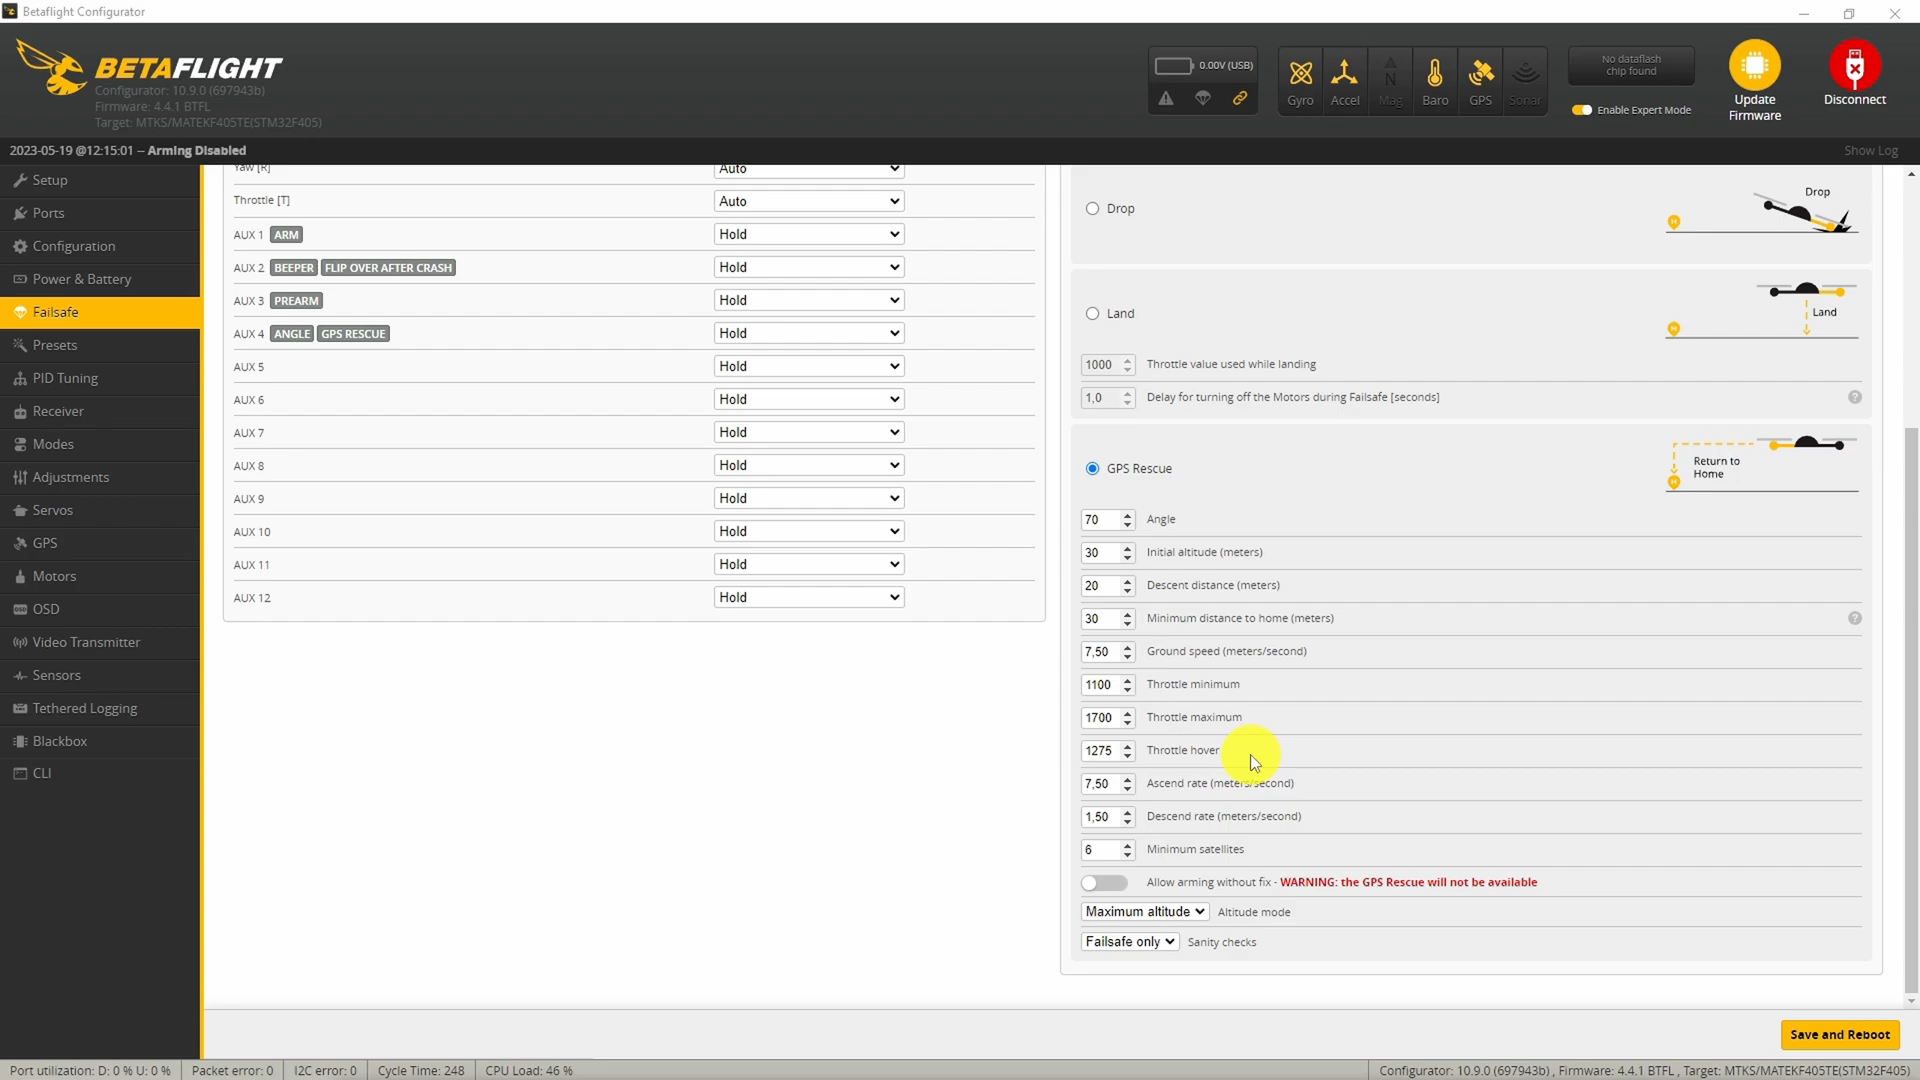 Betaflight Configurator
BETAFLIGHT
Configurator: 10.9.0 (697943b)
Firmware: 4.4.1 BTFL
Target: MTKS/MATEKF405TE(STM32F405)
0.00V (USB)
Gyro
Accel
Mag
Baro
GPS
Sonar
No dataflash
chip found
Enable Expert Mode
Update
Firmware
Disconnect
2023-05-19 @12:15:01 -- Arming Disabled
Show Log
Setup
Ports
Configuration
Power & Battery
Failsafe
Presets
PID Tuning
Receiver
Modes
Adjustments
Servos
GPS
Motors
OSD
Video Transmitter
Sensors
Tethered Logging
Blackbox
CLI
Yaw [R] Auto
Throttle [T] Auto
AUX 1 ARM Hold
AUX 2 BEEPER FLIP OVER AFTER CRASH Hold
AUX 3 PREARM Hold
AUX 4 ANGLE GPS RESCUE Hold
AUX 5 Hold
AUX 6 Hold
AUX 7 Hold
AUX 8 Hold
AUX 9 Hold
AUX 10 Hold
AUX 11 Hold
AUX 12 Hold
Drop
Drop
H
Land
Land
H
1000 Throttle value used while landing
1,0 Delay for turning off the Motors during Failsafe [seconds] ?
GPS Rescue
Return to
Home
H
70 Angle
30 Initial altitude (meters)
20 Descent distance (meters)
30 Minimum distance to home (meters) ?
7,50 Ground speed (meters/second)
1100 Throttle minimum
1700 Throttle maximum
1275 Throttle hover
7,50 Ascend rate (meters/second)
1,50 Descend rate (meters/second)
6 Minimum satellites
Allow arming without fix - WARNING: the GPS Rescue will not be available
Maximum altitude Altitude mode
Failsafe only Sanity checks
Save and Reboot
Port utilization: D: 0 % U: 0 % Packet error: 0 I2C error: 0 Cycle Time: 248 CPU Load: 46 % Configurator: 10.9.0 (697943b) , Firmware: 4.4.1 BTFL , Target: MTKS/MATEKF405TE(STM32F405)